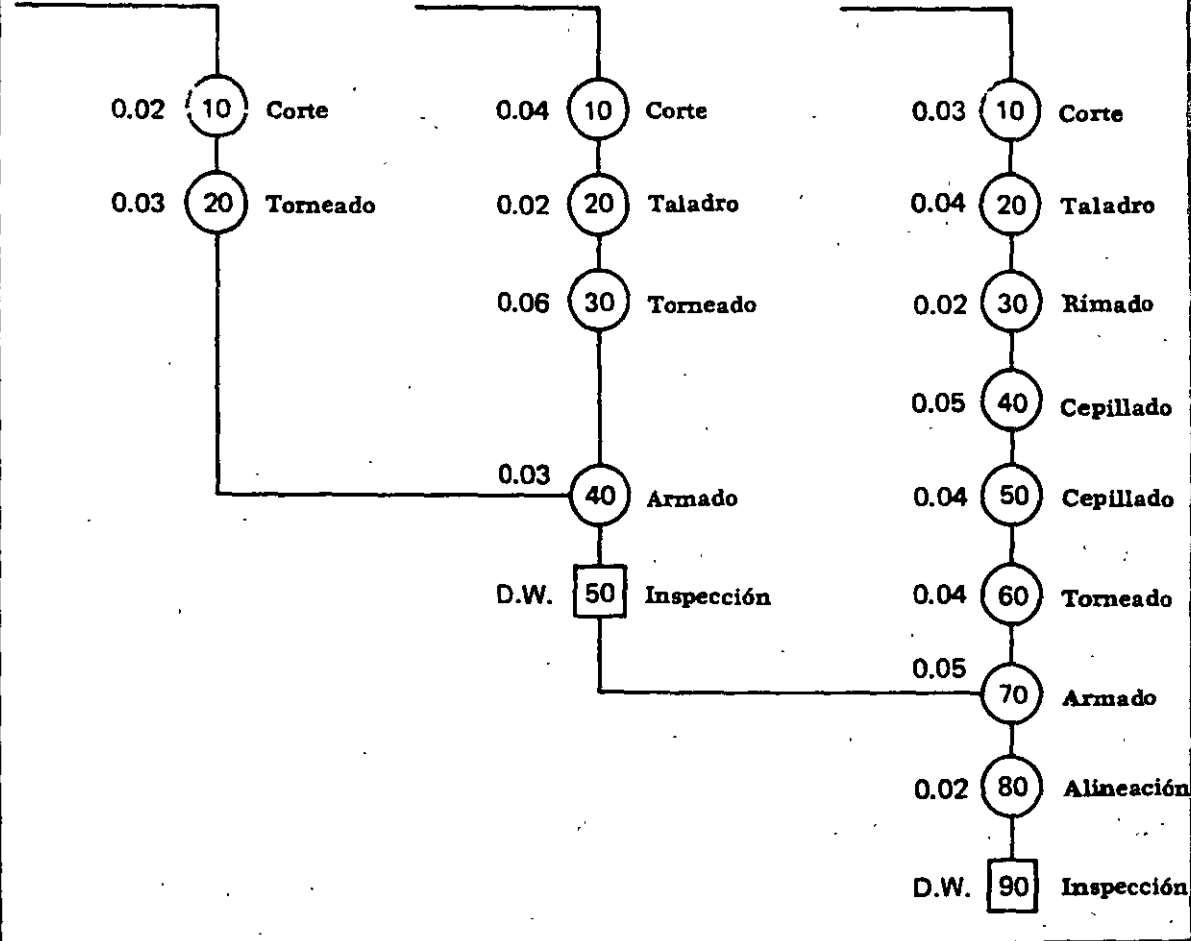 0.02 10 Corte
0.04 10 Corte
0.03 10 Corte
0.03 20 Torneado
0.02 20 Taladro
0.04 20 Taladro
0.06 30 Torneado
0.02 30 Rímado
0.05 40 Cepillado
0.03 40 Armado
0.04 50 Cepillado
D.W. 50 Inspección
0.04 60 Torneado
0.05 70 Armado
0.02 80 Alineación
D.W. 90 Inspección